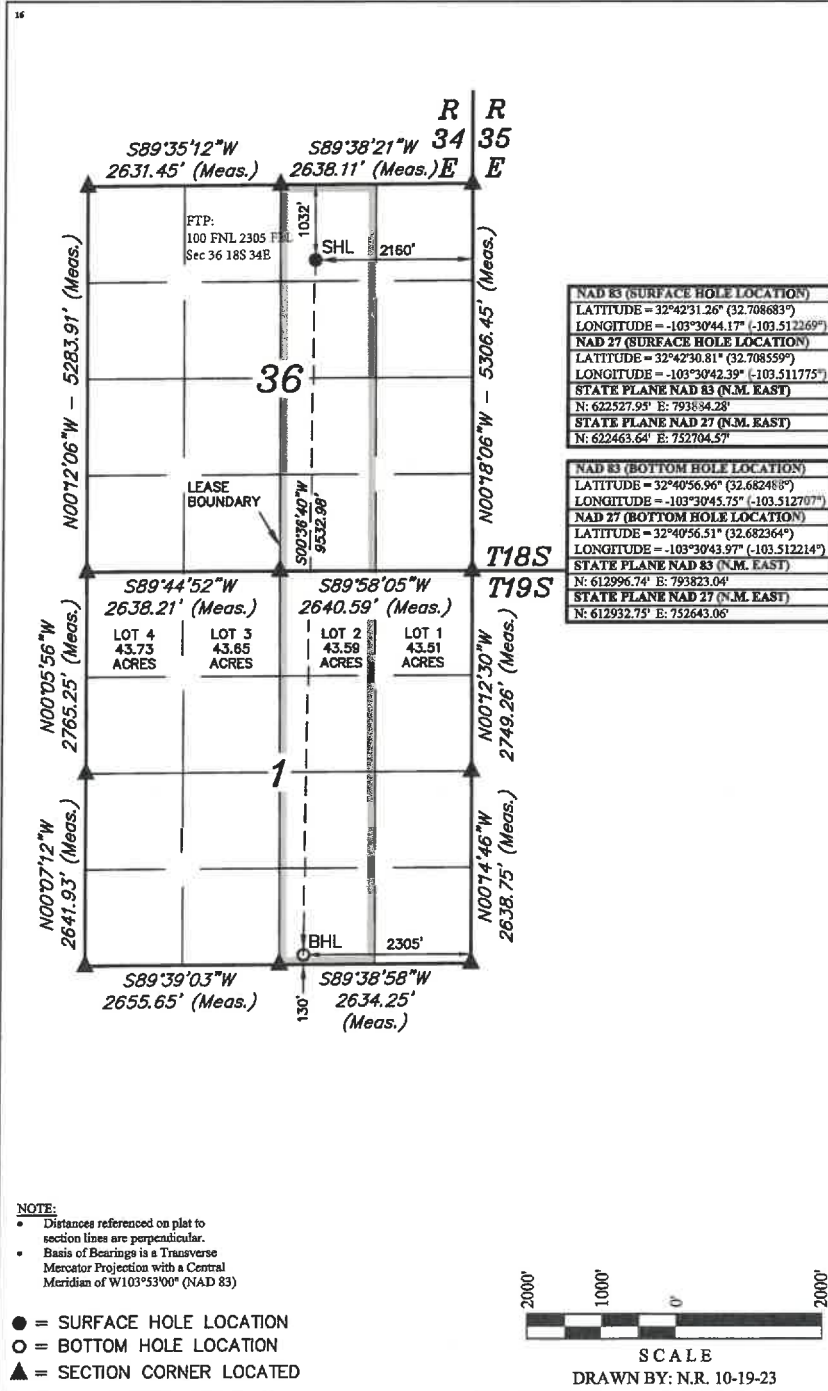 16
R R
34 35
E E
S89°35'12"W
2631.45' (Meas.)
S89°38'21"W
2638.11' (Meas.)
FTP:
100 FNL 2305
Sec 36 18S 34E
1032'
SHL
2160'
N00°12'06"W – 5283.91' (Meas.)
N00°18'06"W – 5306.45' (Meas.)
36
LEASE
BOUNDARY
S00°36'40"W
9532.98'
T18S
T19S
S89°44'52"W
2638.21' (Meas.)
S89°58'05"W
2640.59' (Meas.)
LOT 4
43.73
ACRES
LOT 3
43.65
ACRES
LOT 2
43.59
ACRES
LOT 1
43.51
ACRES
N00°05'56"W
2765.25' (Meas.)
N00°12'30"W
2749.26' (Meas.)
1
N00°07'12"W
2641.93' (Meas.)
N00°14'46"W
2638.75' (Meas.)
BHL
2305'
130'
S89°39'03"W
2655.65' (Meas.)
S89°38'58"W
2634.25'
(Meas.)
NAD 83 (SURFACE HOLE LOCATION)
LATITUDE = 32°42'31.26" (32.708683°)
LONGITUDE = -103°30'44.17" (-103.512269°)
NAD 27 (SURFACE HOLE LOCATION)
LATITUDE = 32°42'30.81" (32.708559°)
LONGITUDE = -103°30'42.39" (-103.511775°)
STATE PLANE NAD 83 (N.M. EAST)
N: 622527.95' E: 793884.28'
STATE PLANE NAD 27 (N.M. EAST)
N: 622463.64' E: 752704.57'
NAD 83 (BOTTOM HOLE LOCATION)
LATITUDE = 32°40'56.96" (32.682488°)
LONGITUDE = -103°30'45.75" (-103.512707°)
NAD 27 (BOTTOM HOLE LOCATION)
LATITUDE = 32°40'56.51" (32.682364°)
LONGITUDE = -103°30'43.97" (-103.512214°)
STATE PLANE NAD 83 (N.M. EAST)
N: 612996.74' E: 793823.04'
STATE PLANE NAD 27 (N.M. EAST)
N: 612932.75' E: 752643.06'
NOTE:
• Distances referenced on plat to
section lines are perpendicular.
• Basis of Bearings is a Transverse
Mercator Projection with a Central
Meridian of W103°53'00" (NAD 83)
● = SURFACE HOLE LOCATION
○ = BOTTOM HOLE LOCATION
▲ = SECTION CORNER LOCATED
2000' 1000' 0' 2000'
SCALE
DRAWN BY: N.R. 10-19-23